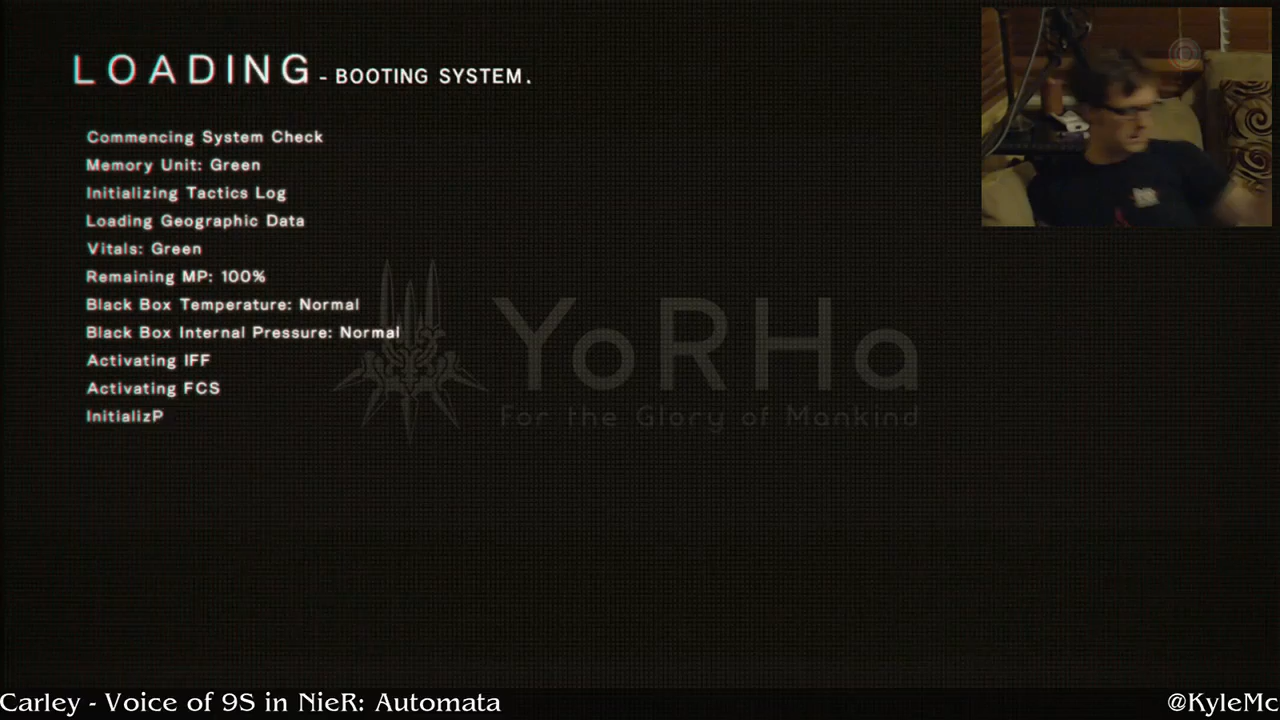 LOADING - BOOTING SYSTEM.
Commencing System Check
Memory Unit: Green
Initializing Tactics Log
Loading Geographic Data
Vitals: Green
Remaining MP: 100%
Black Box Temperature: Normal
Black Box Internal Pressure: Normal
Activating IFF
Activating FCS
InitializP
YoRHa
For the Glory of Mankind
Carley - Voice of 9S in NieR: Automata
@KyleMc